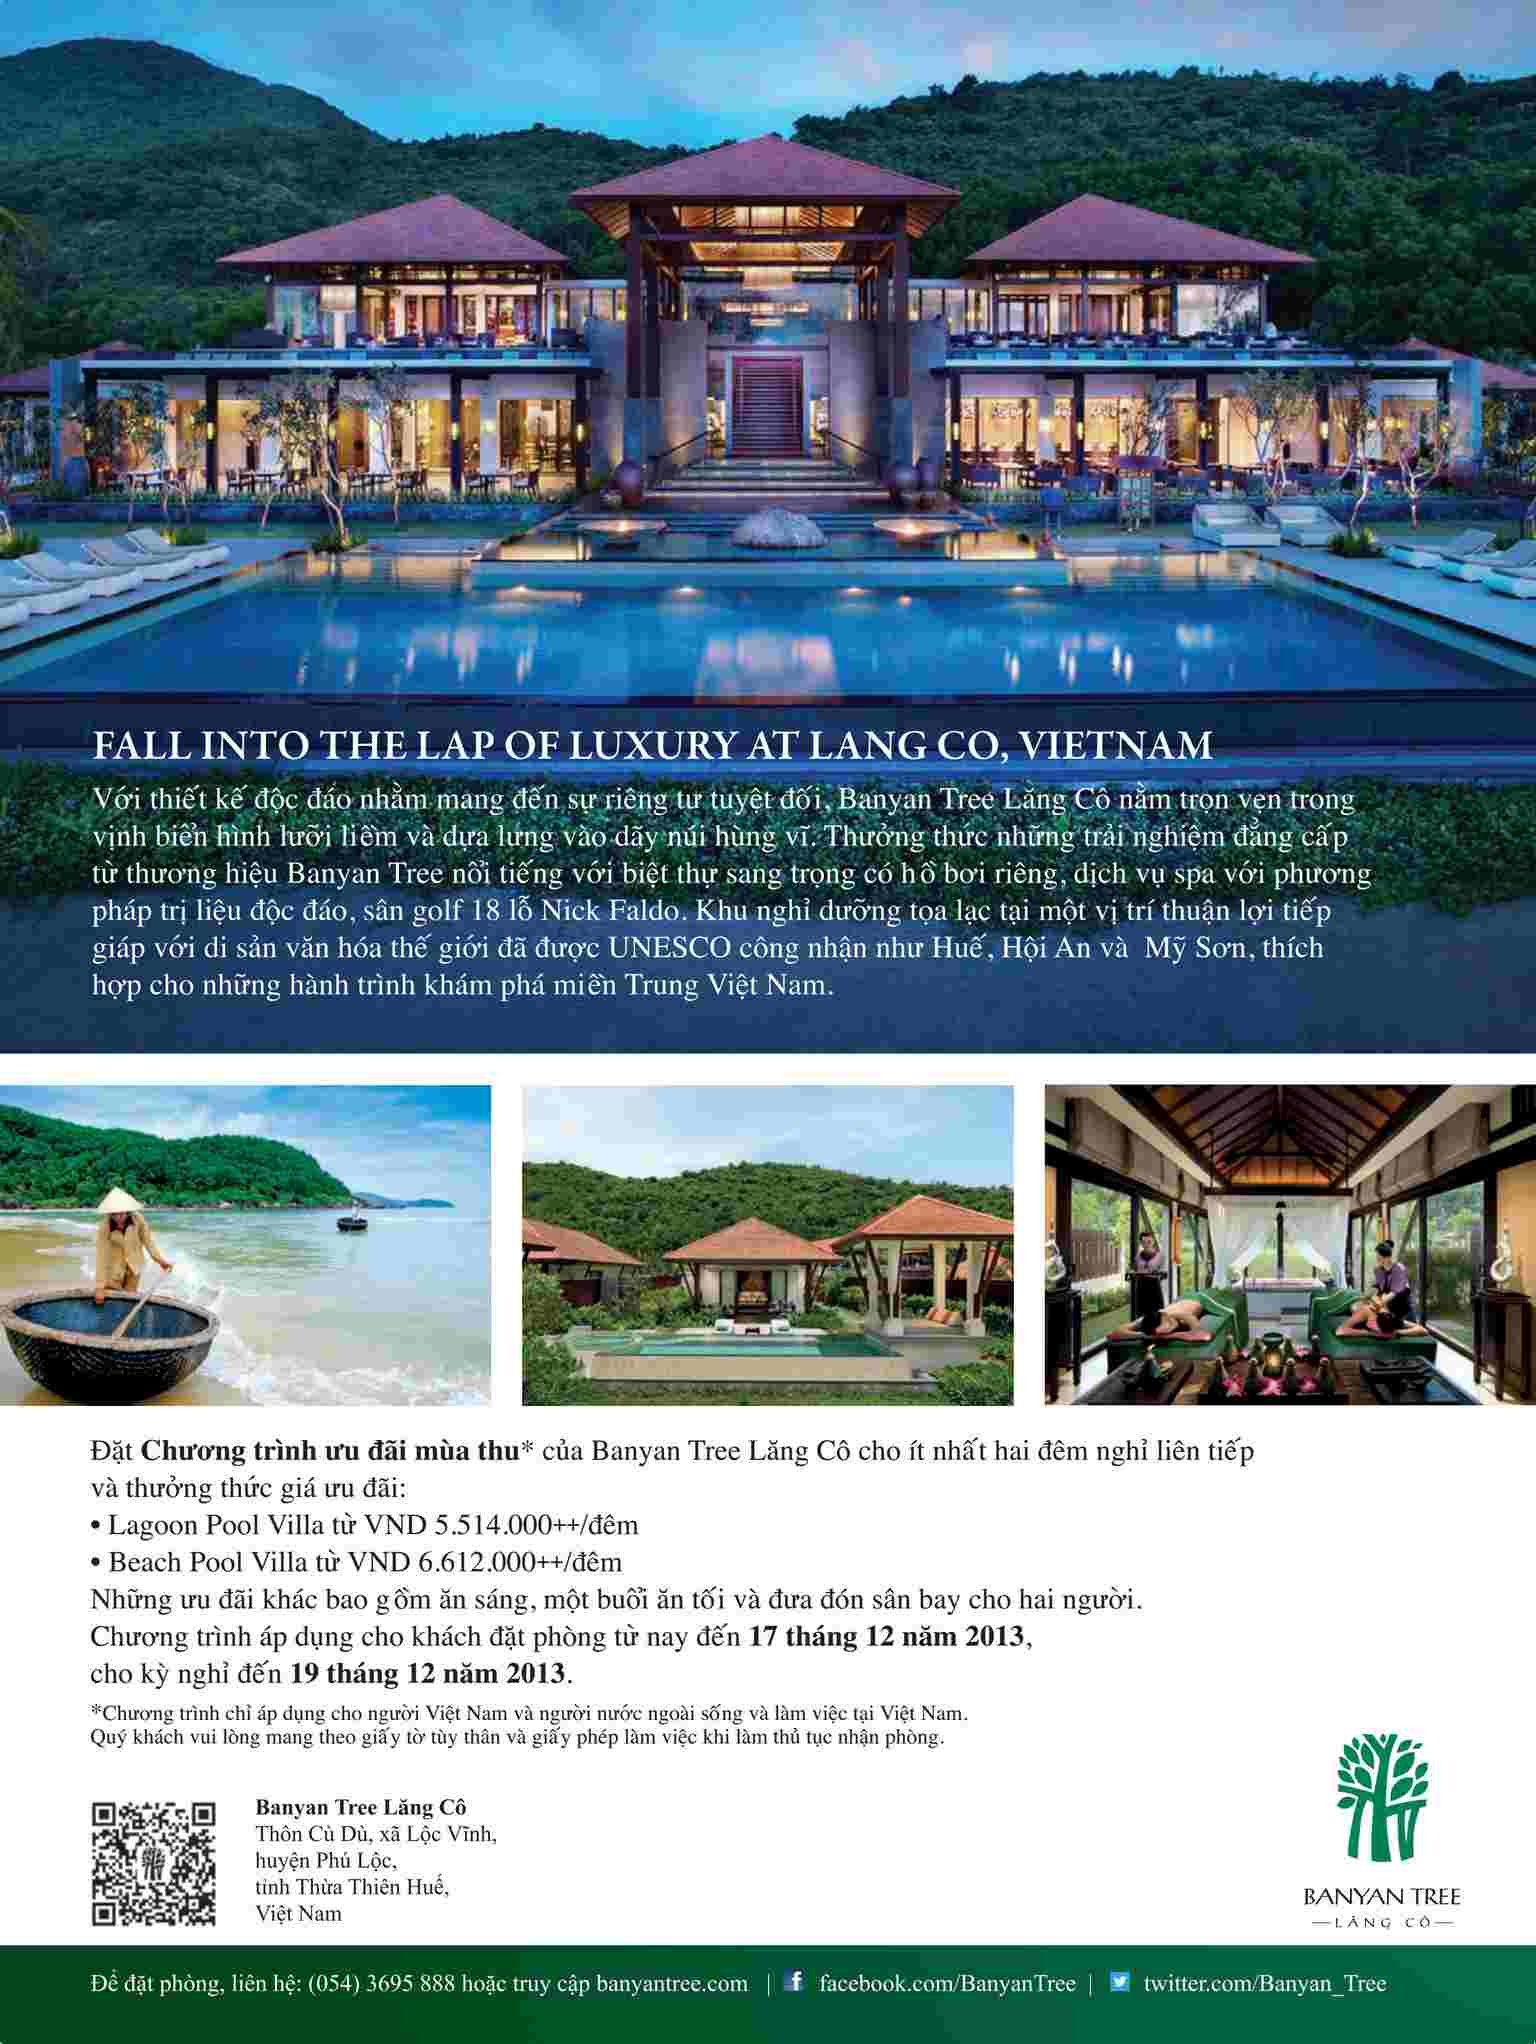 FALL INTO THE LAP OF LUXURY AT LANG CO, VIETNAM
Với thiết kế độc đáo nhằm mang đến sự riêng tư tuyệt đối, Banyan Tree Lăng Cô nằm trọn vẹn trong
vịnh biển hình lưỡi liềm và dựa lưng vào dãy núi hùng vĩ. Thưởng thức những trải nghiệm đẳng cấp
từ thương hiệu Banyan Tree nổi tiếng với biệt thự sang trọng có hồ bơi riêng, dịch vụ spa với phương
pháp trị liệu độc đáo, sân golf 18 lỗ Nick Faldo. Khu nghỉ dưỡng tọa lạc tại một vị trí thuận lợi tiếp
giáp với di sản văn hóa thế giới đã được UNESCO công nhận như Huế, Hội An và Mỹ Sơn, thích
hợp cho những hành trình khám phá miền Trung Việt Nam.
Đặt Chương trình ưu đãi mùa thu* của Banyan Tree Lăng Cô cho ít nhất hai đêm nghỉ liên tiếp
và thưởng thức giá ưu đãi:
• Lagoon Pool Villa từ VND 5.514.000++/đêm
• Beach Pool Villa từ VND 6.612.000++/đêm
Những ưu đãi khác bao gồm ăn sáng, một buổi ăn tối và đưa đón sân bay cho hai người.
Chương trình áp dụng cho khách đặt phòng từ nay đến 17 tháng 12 năm 2013,
cho kỳ nghỉ đến 19 tháng 12 năm 2013.
*Chương trình chỉ áp dụng cho người Việt Nam và người nước ngoài sống và làm việc tại Việt Nam.
Quý khách vui lòng mang theo giấy tờ tùy thân và giấy phép làm việc khi làm thủ tục nhận phòng.
Banyan Tree Lăng Cô
Thôn Cù Dù, xã Lộc Vĩnh,
huyện Phú Lộc,
tỉnh Thừa Thiên Huế,
Việt Nam
BANYAN TREE
—LĂNG CÔ—
Để đặt phòng, liên hệ: (054) 3695 888 hoặc truy cập banyantree.com | f facebook.com/BanyanTree | twitter.com/Banyan_Tree